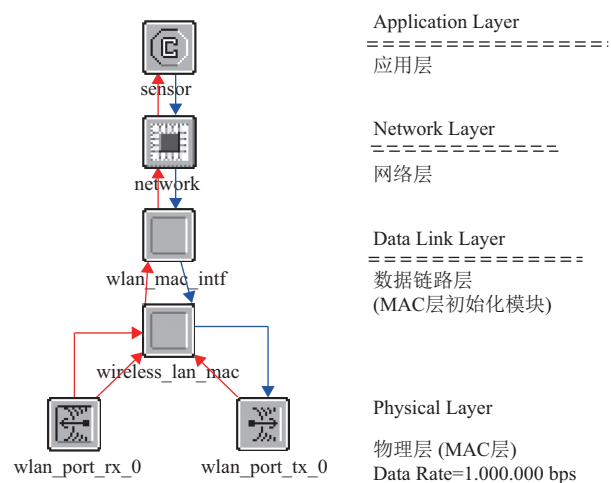 Application Layer
应用层
sensor
Network Layer
network
网络层
Data Link Layer
wlan_mac_intf
数据链路层
(MAC层初始化模块)
wireless_lan_mac
Physical Layer
物理层 (MAC层)
wlan_port_rx_0
wlan_port_tx_0
Data Rate=1.000.000 bps